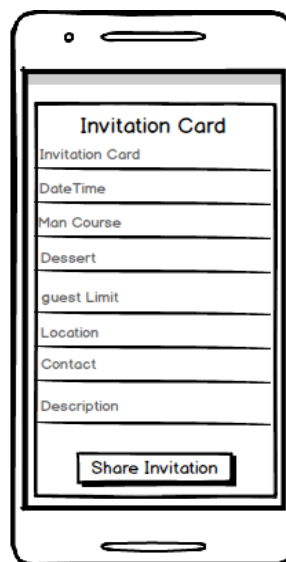 Invitation Card
Invitation Card
DateTime
Man Course
Dessert
guest Limit
Location
Contact
Description
Share Invitation